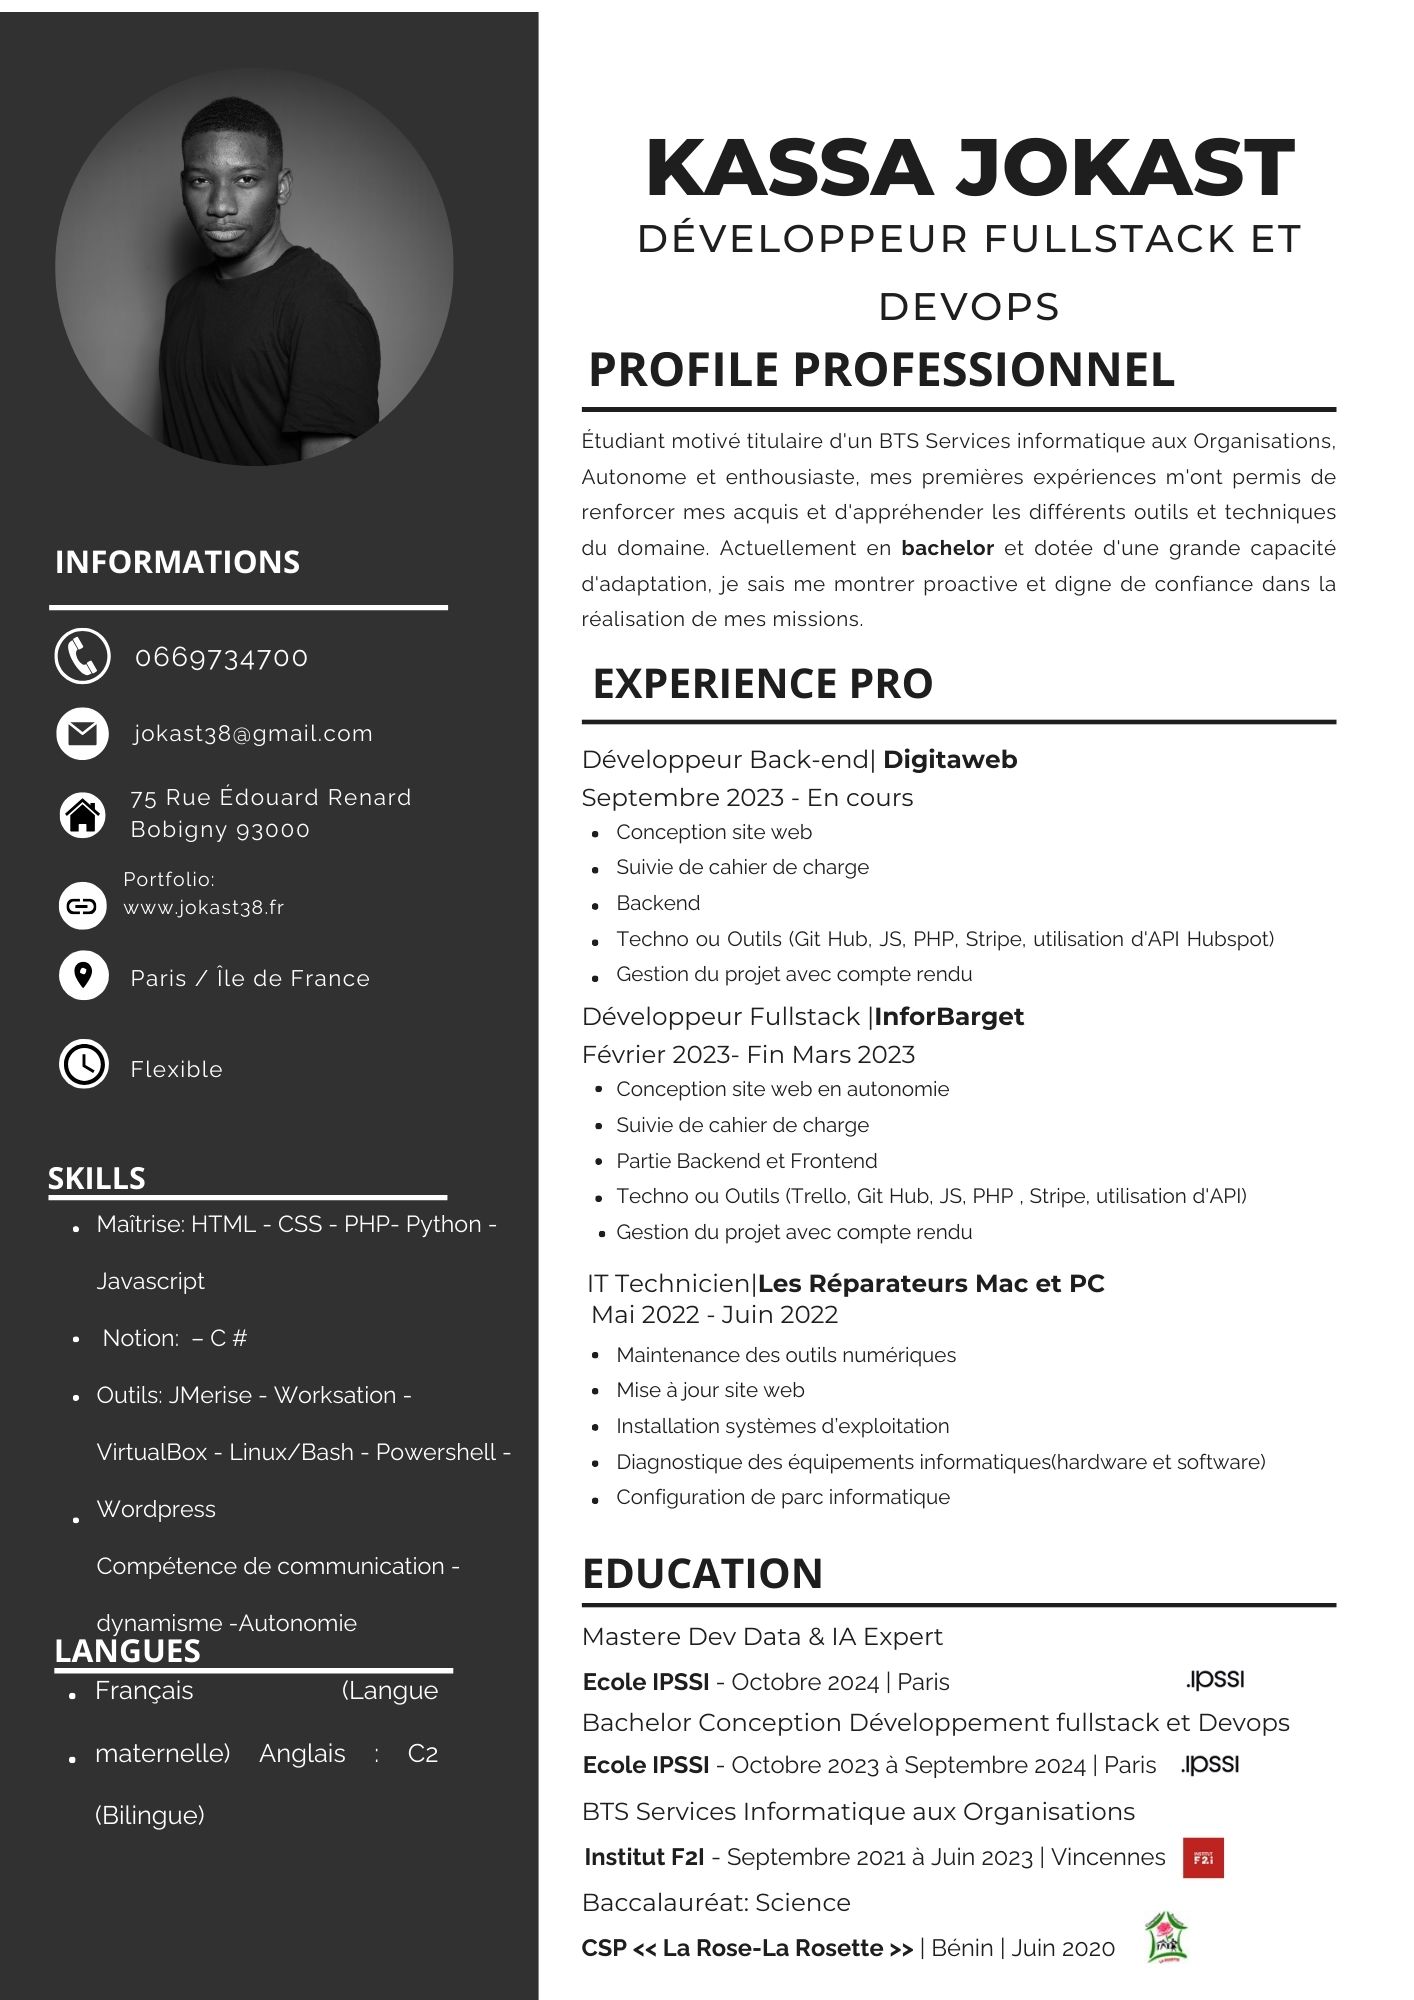 KASSA JOKAST
DÉVELOPPEUR FULLSTACK ET
DEVOPS
PROFILE PROFESSIONNEL
Étudiant motivé titulaire d'un BTS Services informatique aux Organisations,
Autonome et enthousiaste, mes premières expériences m'ont permis de
renforcer mes acquis et d'appréhender les différents outils et techniques
du domaine. Actuellement en bachelor et dotée d'une grande capacité
d'adaptation, je sais me montrer proactive et digne de confiance dans la
réalisation de mes missions.
EXPERIENCE PRO
Développeur Back-end| Digitaweb
Septembre 2023 - En cours
• Conception site web
• Suivie de cahier de charge
• Backend
• Techno ou Outils (Git Hub, JS, PHP, Stripe, utilisation d'API Hubspot)
• Gestion du projet avec compte rendu
Développeur Fullstack |InforBarget
Février 2023- Fin Mars 2023
• Conception site web en autonomie
• Suivie de cahier de charge
• Partie Backend et Frontend
• Techno ou Outils (Trello, Git Hub, JS, PHP , Stripe, utilisation d'API)
• Gestion du projet avec compte rendu
IT Technicien|Les Réparateurs Mac et PC
Mai 2022 - Juin 2022
• Maintenance des outils numériques
• Mise à jour site web
• Installation systèmes d'exploitation
• Diagnostique des équipements informatiques(hardware et software)
• Configuration de parc informatique
EDUCATION
Mastere Dev Data & IA Expert
Ecole IPSSI - Octobre 2024 | Paris .IPSSI
Bachelor Conception Développement fullstack et Devops
Ecole IPSSI - Octobre 2023 à Septembre 2024 | Paris .IPSSI
BTS Services Informatique aux Organisations
Institut F2I - Septembre 2021 à Juin 2023 | Vincennes INSTITUT F2i
Baccalauréat: Science
CSP << La Rose-La Rosette >> | Bénin | Juin 2020
INFORMATIONS
0669734700
jokast38@gmail.com
75 Rue Édouard Renard
Bobigny 93000
Portfolio:
www.jokast38.fr
Paris / Île de France
Flexible
SKILLS
• Maîtrise: HTML - CSS - PHP- Python -
Javascript
• Notion: – C #
• Outils: JMerise - Worksation -
VirtualBox - Linux/Bash - Powershell -
• Wordpress
Compétence de communication -
dynamisme -Autonomie
LANGUES
• Français (Langue
• maternelle) Anglais : C2
(Bilingue)